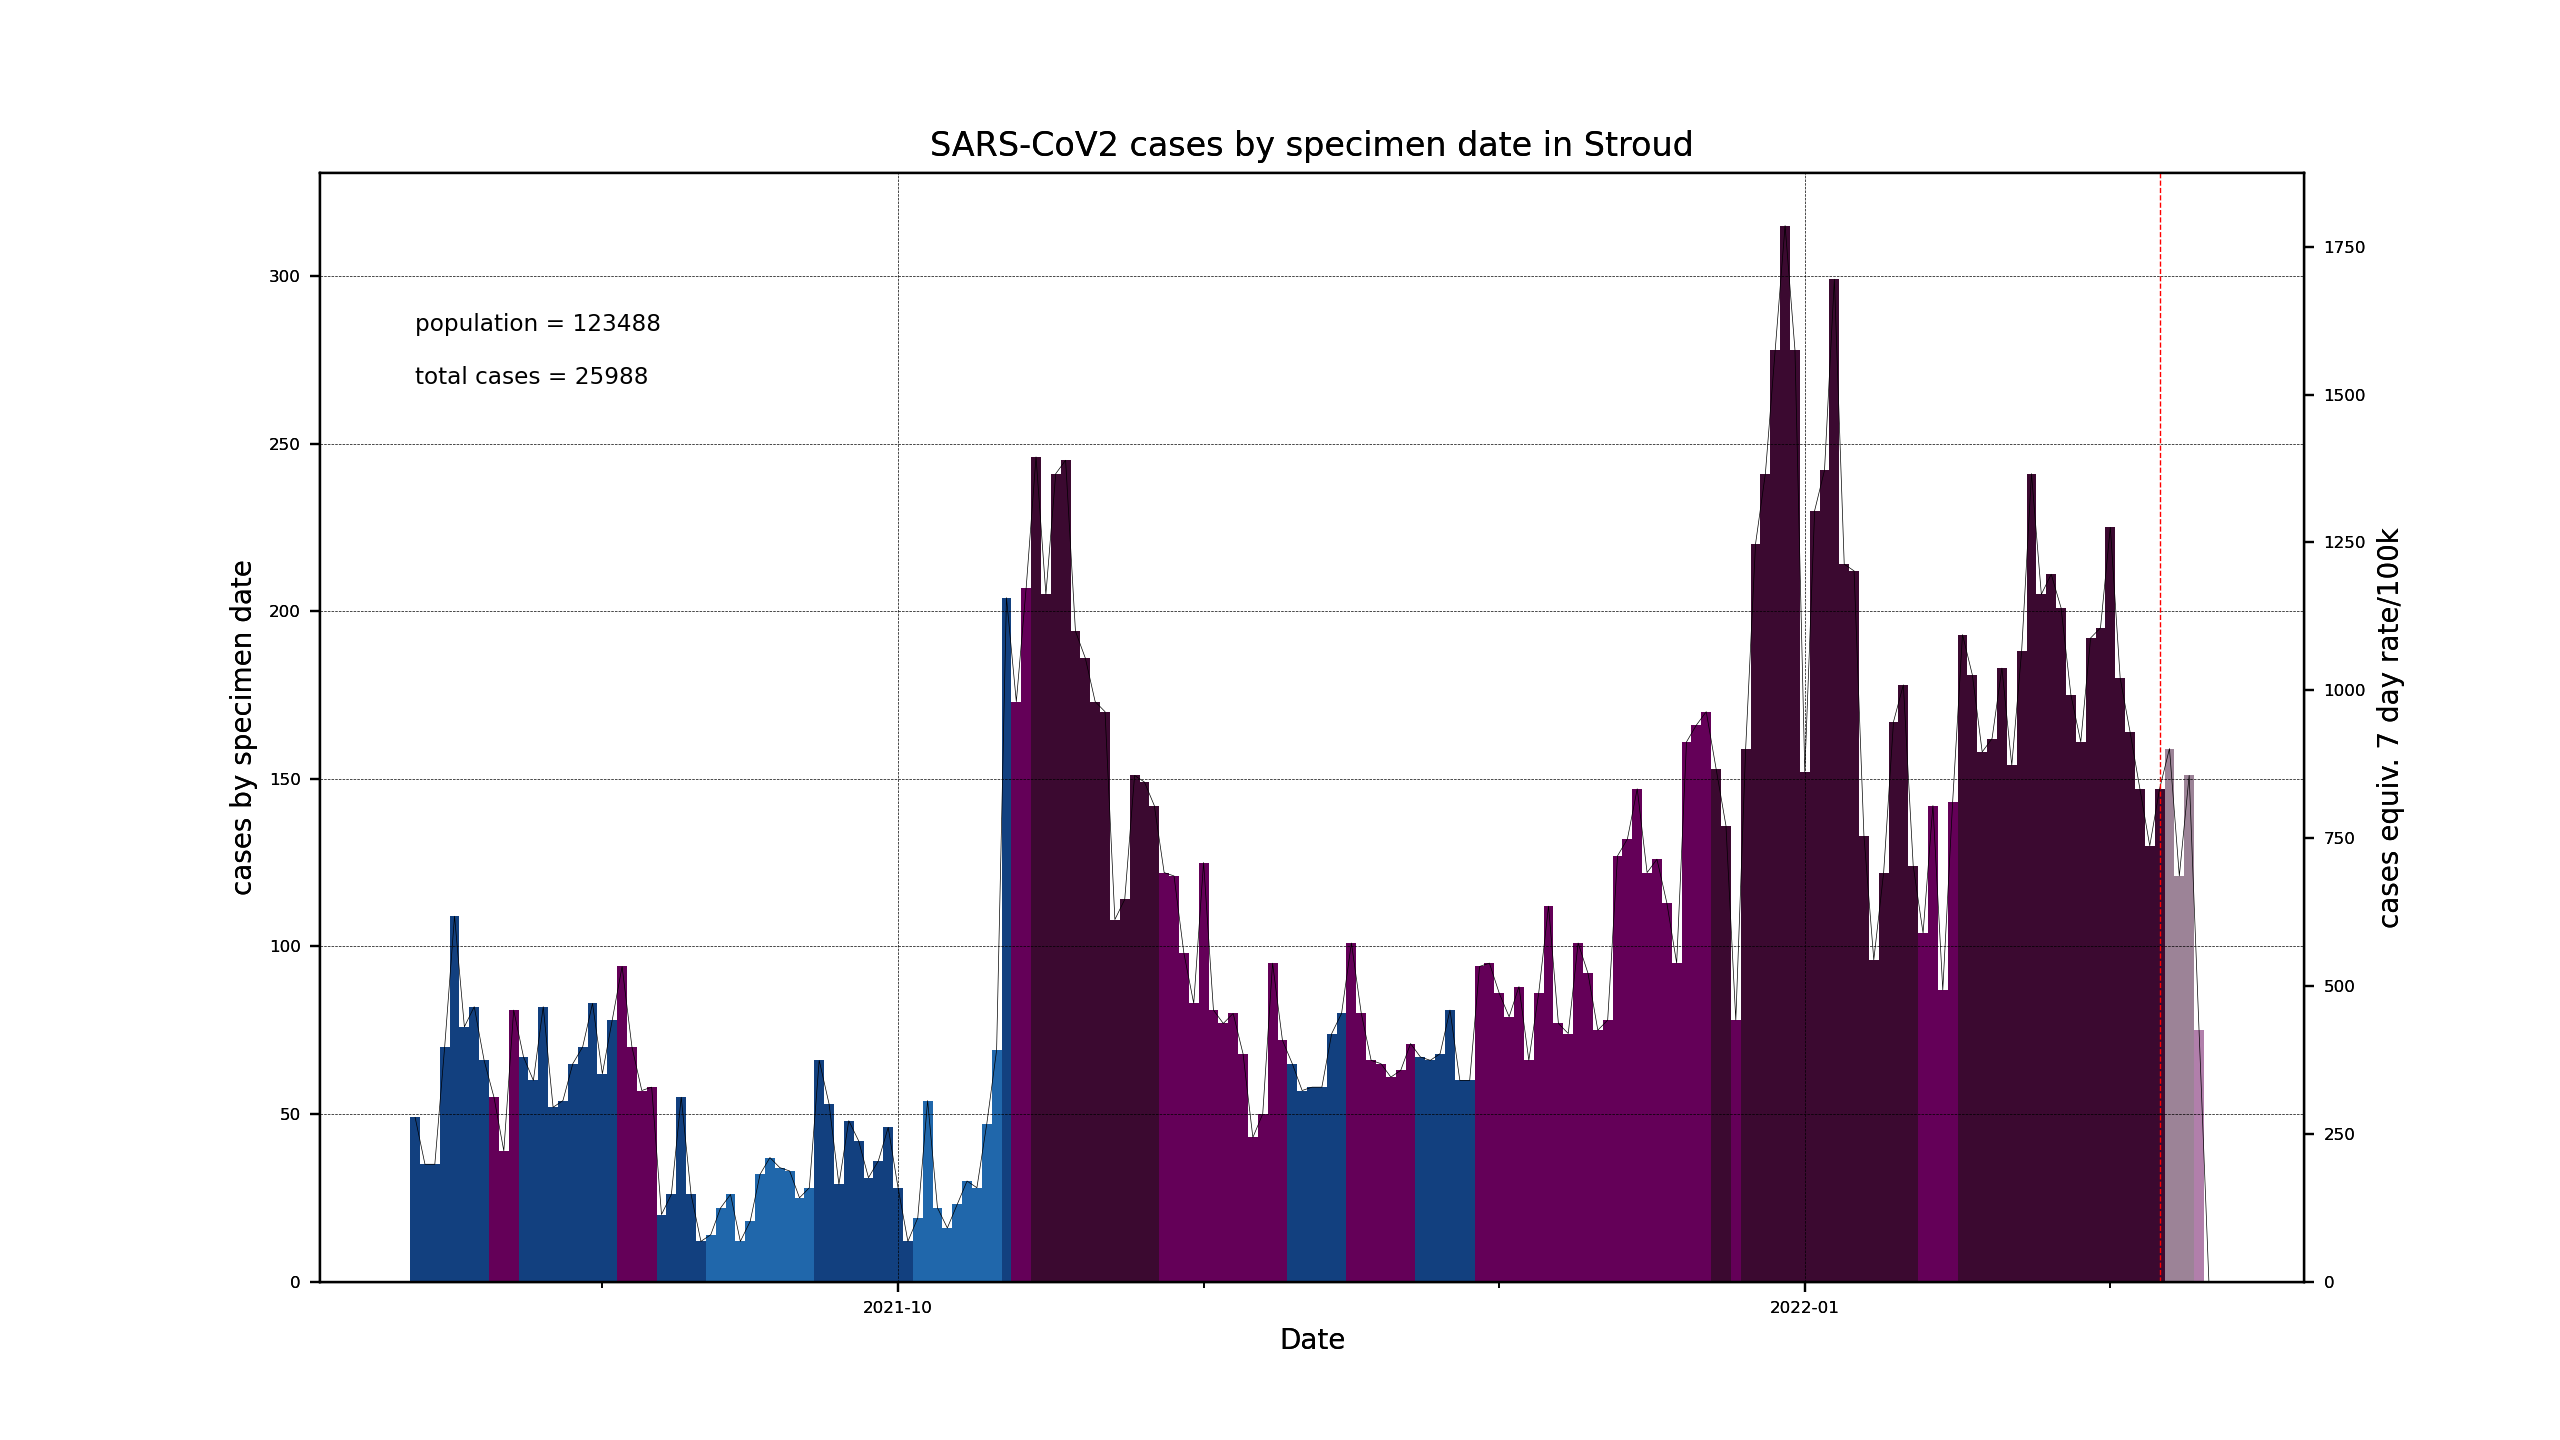 SARS-CoV2 cases by specimen date in Stroud
population = 123488
total cases = 25988
cases by specimen date
300
250
200
150
100
50
0
2021-10
2022-01
Date
1750
1500
1250
1000
750
500
250
0
cases equiv. 7 day rate/100k